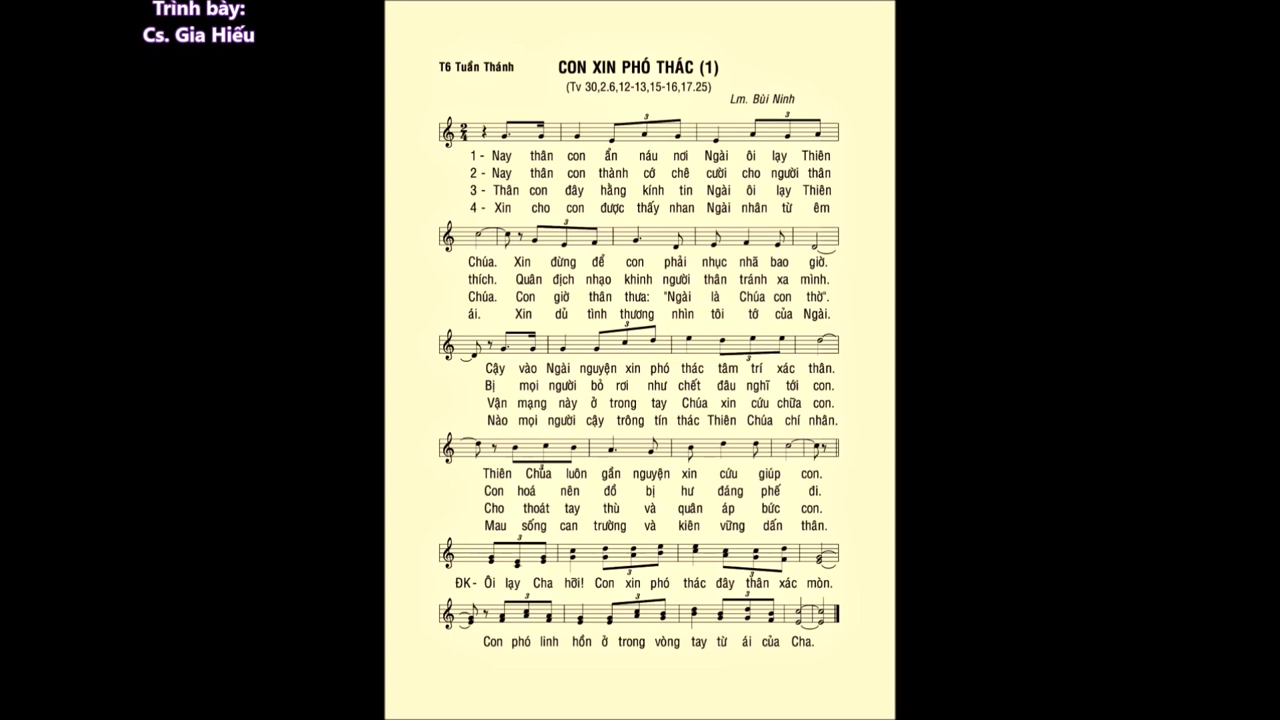 Trình bày:
Cs. Gia Hiếu
T6 Tuần Thánh
CON XIN PHÓ THÁC (1)
(Tv 30,2.6,12-13,15-16,17.25)
Lm. Bùi Ninh
1 - Nay thân con ẩn náu nơi Ngài ôi lạy Thiên
2 - Nay thân con thành cớ chê cười cho người thân
3 - Thân con đây hằng kính tin Ngài ôi lạy Thiên
4 - Xin cho con được thấy nhan Ngài nhân từ êm
Chúa. Xin đừng để con phải nhục nhã bao giờ.
thích. Quân địch nhạo khinh người thân tránh xa mình.
Chúa. Con giờ thân thưa: "Ngài là Chúa con thờ".
ái. Xin dủ tình thương nhìn tôi tớ của Ngài.
Cậy vào Ngài nguyện xin phó thác tâm trí xác thân.
Bị mọi người bỏ rơi như chết đâu nghĩ tới con.
Vận mạng này ở trong tay Chúa xin cứu chữa con.
Nào mọi người cậy trông tín thác Thiên Chúa chí nhân.
Thiên Chúa luôn gần nguyện xin cứu giúp con.
Con hoá nên đồ bị hư đáng phế đi.
Cho thoát tay thù và quân áp bức con.
Mau sống can trường và kiên vững dấn thân.
ĐK- Ôi lạy Cha hỡi! Con xin phó thác đây thân xác mòn.
Con phó linh hồn ở trong vòng tay từ ái của Cha.